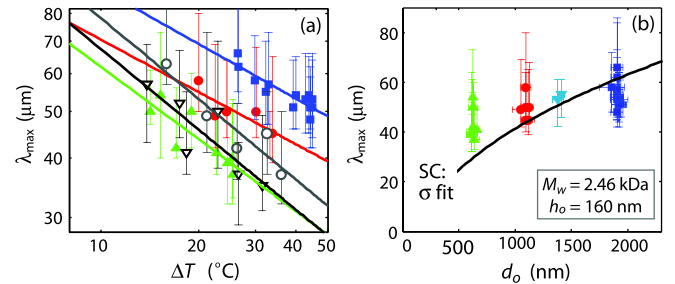 (a)
80
70
60
50
40
30
λmax (μm)
10
20
30
40
50
ΔT (°C)
(b)
80
60
40
20
0
λmax (μm)
SC:
σ fit
Mw = 2.46 kDa
ho = 160 nm
0
500
1000
1500
2000
do (nm)